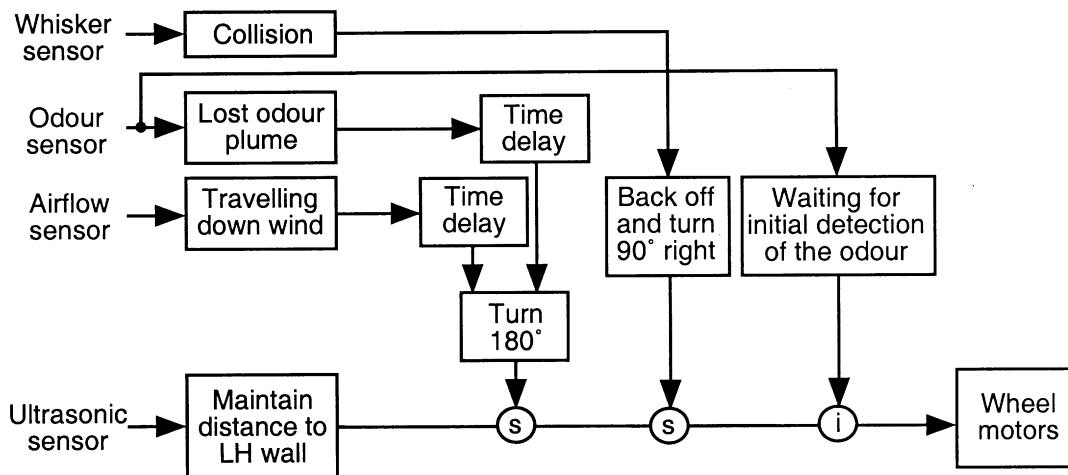 Whisker
sensor
Collision
Odour
sensor
Lost odour
plume
Time
delay
Airflow
sensor
Travelling
down wind
Time
delay
Back off
and turn
90˚ right
Waiting for
initial detection
of the odour
Turn
180˚
Ultrasonic
sensor
Maintain
distance to
LH wall
s
s
i
Wheel
motors